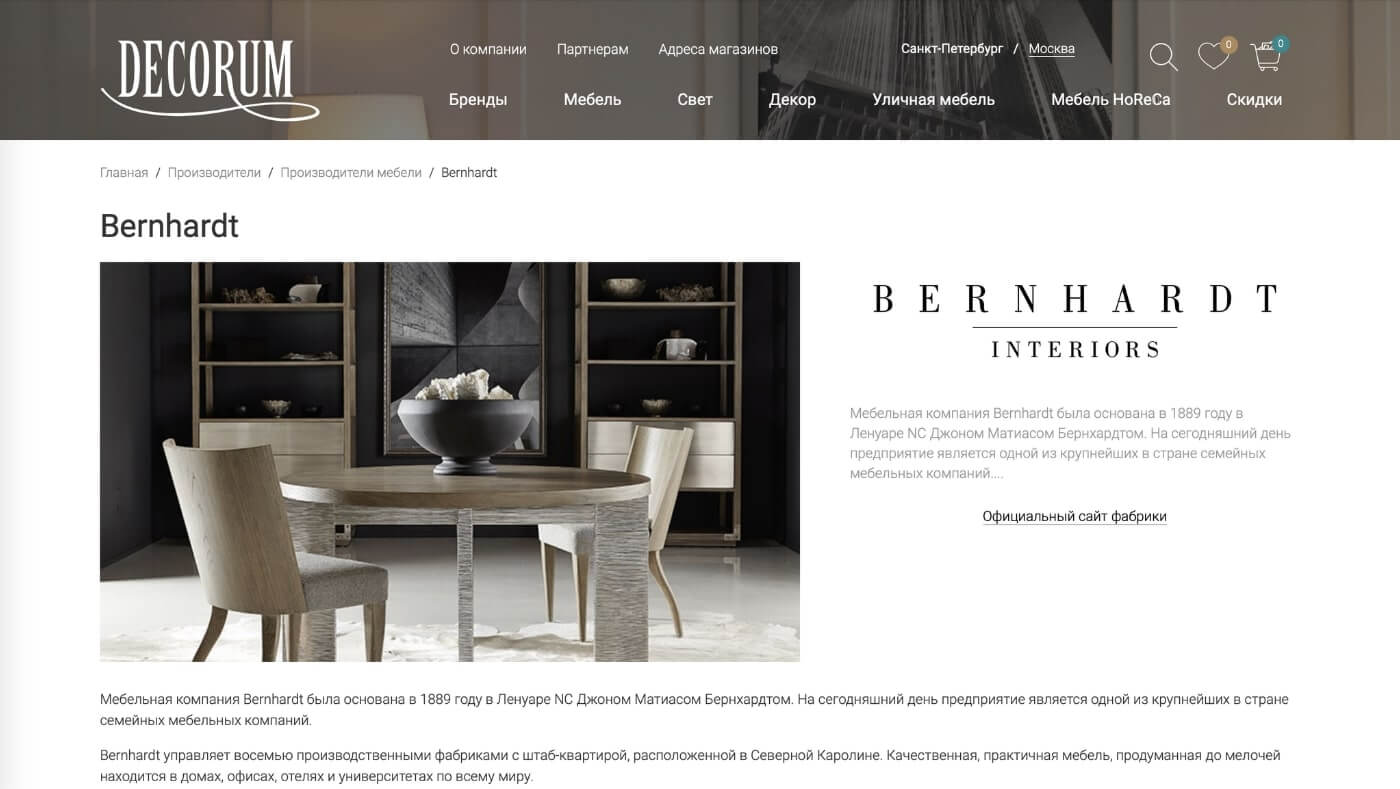 DECORUM
О компании Партнерам Адреса магазинов
Санкт-Петербург / Москва
0
0
Бренды Мебель Свет Декор Уличная мебель Мебель HoReCa Скидки
Главная / Производители / Производители мебели / Bernhardt
Bernhardt
BERNHARDT
INTERIORS
Мебельная компания Bernhardt была основана в 1889 году в
Ленуаре NC Джоном Матиасом Бернхардтом. На сегодняшний день
предприятие является одной из крупнейших в стране семейных
мебельных компаний....
Официальный сайт фабрики
Мебельная компания Bernhardt была основана в 1889 году в Ленуаре NC Джоном Матиасом Бернхардтом. На сегодняшний день предприятие является одной из крупнейших в стране
семейных мебельных компаний.
Bernhardt управляет восемью производственными фабриками с штаб-квартирой, расположенной в Северной Каролине. Качественная, практичная мебель, продуманная до мелочей
находится в домах, офисах, отелях и университетах по всему миру.